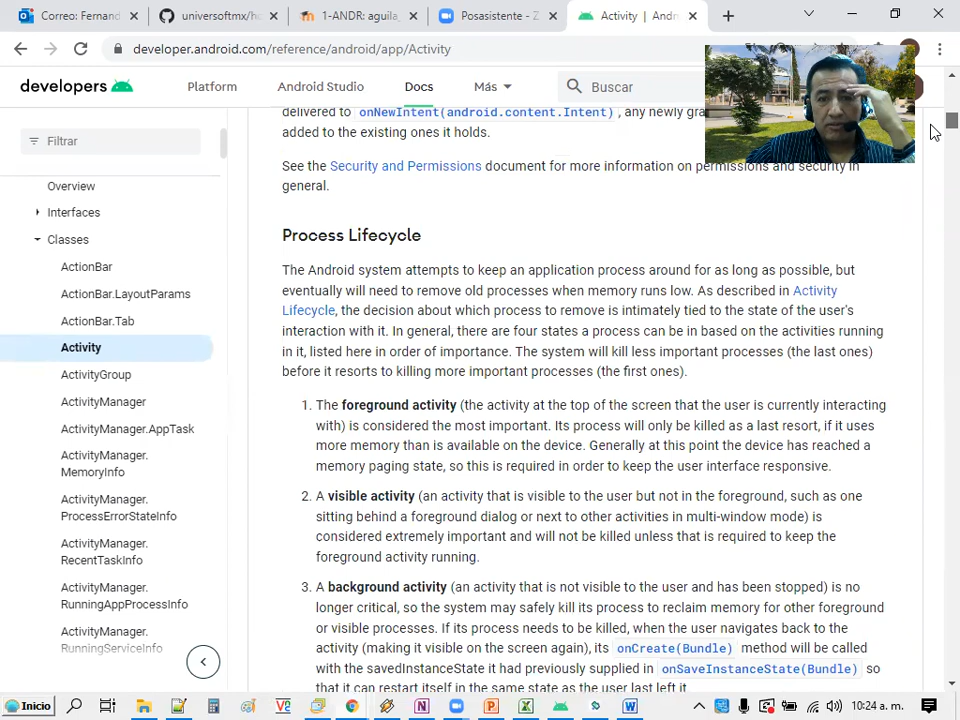 Correo: Fernand
universoftmx/h
1-ANDR: aguila
Posasistente - Z
Activity | Andr
developer.android.com/reference/android/app/Activity
developers
Platform
Android Studio
Docs
Más
Buscar
Filtrar
Overview
Interfaces
Classes
ActionBar
ActionBar.LayoutParams
ActionBar.Tab
Activity
ActivityGroup
ActivityManager
ActivityManager.AppTask
ActivityManager.
MemoryInfo
ActivityManager.
ProcessErrorStateInfo
ActivityManager.
RecentTaskInfo
ActivityManager.
RunningAppProcessInfo
ActivityManager.
RunningServiceInfo
delivered to onNewIntent(android.content.Intent), any newly gra
added to the existing ones it holds.
See the Security and Permissions document for more information on permissions and security in
general.
Process Lifecycle
The Android system attempts to keep an application process around for as long as possible, but
eventually will need to remove old processes when memory runs low. As described in Activity
Lifecycle, the decision about which process to remove is intimately tied to the state of the user's
interaction with it. In general, there are four states a process can be in based on the activities running
in it, listed here in order of importance. The system will kill less important processes (the last ones)
before it resorts to killing more important processes (the first ones).
1. The foreground activity (the activity at the top of the screen that the user is currently interacting
with) is considered the most important. Its process will only be killed as a last resort, if it uses
more memory than is available on the device. Generally at this point the device has reached a
memory paging state, so this is required in order to keep the user interface responsive.
2. A visible activity (an activity that is visible to the user but not in the foreground, such as one
sitting behind a foreground dialog or next to other activities in multi-window mode) is
considered extremely important and will not be killed unless that is required to keep the
foreground activity running.
3. A background activity (an activity that is not visible to the user and has been stopped) is no
longer critical, so the system may safely kill its process to reclaim memory for other foreground
or visible processes. If its process needs to be killed, when the user navigates back to the
activity (making it visible on the screen again), its onCreate(Bundle) method will be called
with the savedInstanceState it had previously supplied in onSaveInstanceState(Bundle) so
that it can restart itself in the same state as the user last left it.
Inicio
10:24 a. m.